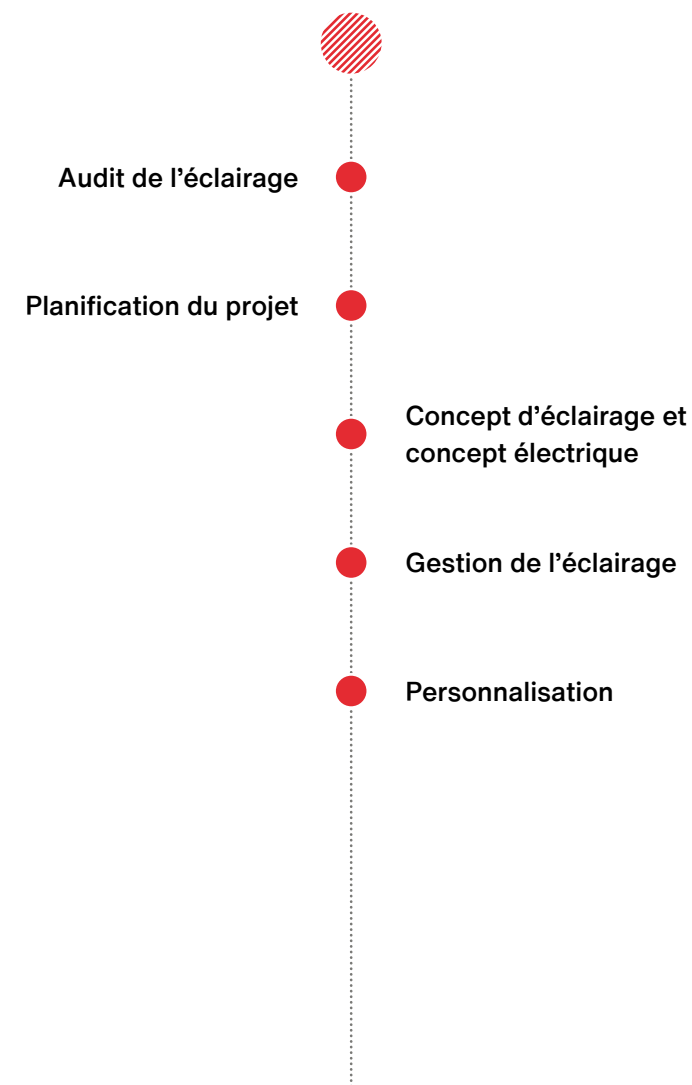 Audit de l’éclairage
Planification du projet
Concept d’éclairage et
concept électrique
Gestion de l’éclairage
Personnalisation